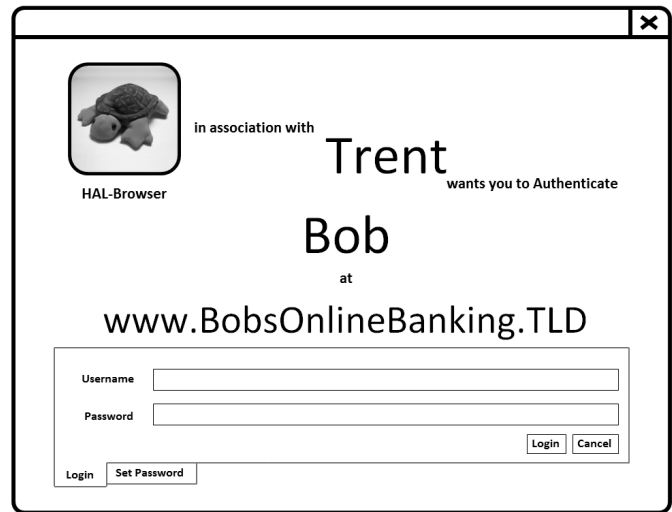 in association with
Trent
wants you to Authenticate
HAL-Browser
Bob
at
www.BobsOnlineBanking.TLD
Username
Password
Login Cancel
Login Set Password